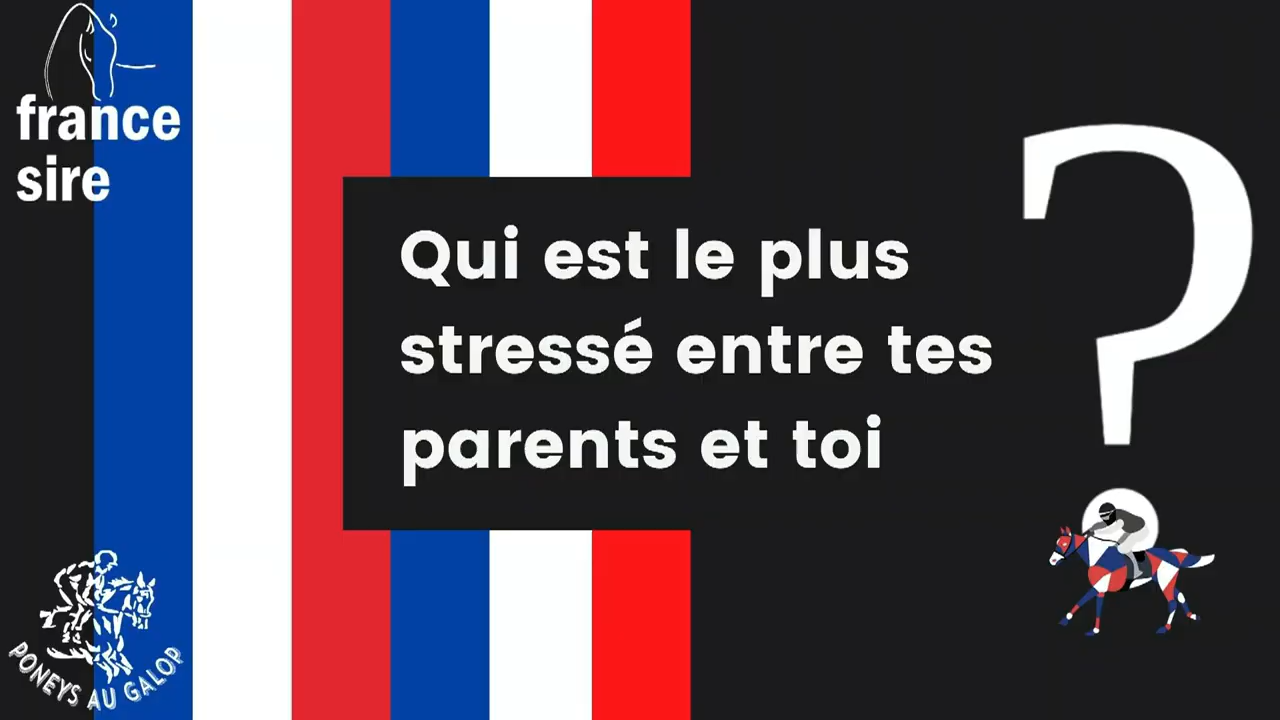 france
sire
Qui est le plus
stressé entre tes
parents et toi
?
PONEYS AU GALOP